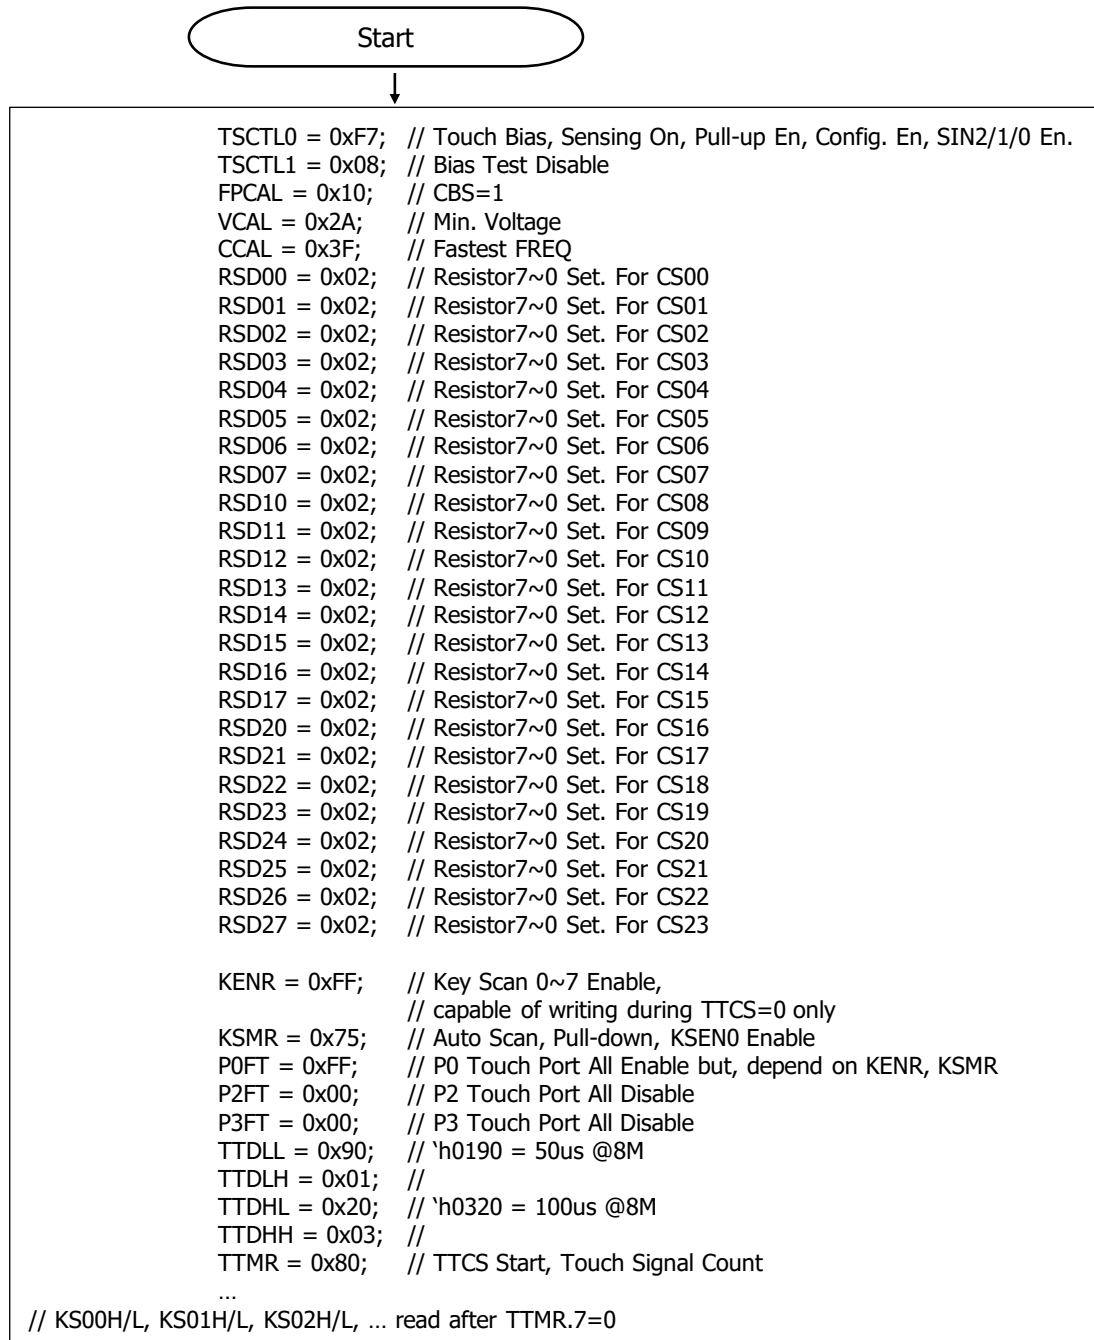 Start
TSCTL0 = 0xF7; // Touch Bias, Sensing On, Pull-up En, Config. En, SIN2/1/0 En.
TSCTL1 = 0x08; // Bias Test Disable
FPCAL = 0x10; // CBS=1
VCAL = 0x2A; // Min. Voltage
CCAL = 0x3F; // Fastest FREQ
RSD00 = 0x02; // Resistor7~0 Set. For CS00
RSD01 = 0x02; // Resistor7~0 Set. For CS01
RSD02 = 0x02; // Resistor7~0 Set. For CS02
RSD03 = 0x02; // Resistor7~0 Set. For CS03
RSD04 = 0x02; // Resistor7~0 Set. For CS04
RSD05 = 0x02; // Resistor7~0 Set. For CS05
RSD06 = 0x02; // Resistor7~0 Set. For CS06
RSD07 = 0x02; // Resistor7~0 Set. For CS07
RSD10 = 0x02; // Resistor7~0 Set. For CS08
RSD11 = 0x02; // Resistor7~0 Set. For CS09
RSD12 = 0x02; // Resistor7~0 Set. For CS10
RSD13 = 0x02; // Resistor7~0 Set. For CS11
RSD14 = 0x02; // Resistor7~0 Set. For CS12
RSD15 = 0x02; // Resistor7~0 Set. For CS13
RSD16 = 0x02; // Resistor7~0 Set. For CS14
RSD17 = 0x02; // Resistor7~0 Set. For CS15
RSD20 = 0x02; // Resistor7~0 Set. For CS16
RSD21 = 0x02; // Resistor7~0 Set. For CS17
RSD22 = 0x02; // Resistor7~0 Set. For CS18
RSD23 = 0x02; // Resistor7~0 Set. For CS19
RSD24 = 0x02; // Resistor7~0 Set. For CS20
RSD25 = 0x02; // Resistor7~0 Set. For CS21
RSD26 = 0x02; // Resistor7~0 Set. For CS22
RSD27 = 0x02; // Resistor7~0 Set. For CS23
KENR = 0xFF; // Key Scan 0~7 Enable,
// capable of writing during TTCS=0 only
KSMR = 0x75; // Auto Scan, Pull-down, KSEN0 Enable
P0FT = 0xFF; // P0 Touch Port All Enable but, depend on KENR, KSMR
P2FT = 0x00; // P2 Touch Port All Disable
P3FT = 0x00; // P3 Touch Port All Disable
TTDLL = 0x90; // ‘h0190 = 50us @8M
TTDLH = 0x01; //
TTDHL = 0x20; // ‘h0320 = 100us @8M
TTDHH = 0x03; //
TTMR = 0x80; // TTCS Start, Touch Signal Count
…
// KS00H/L, KS01H/L, KS02H/L, … read after TTMR.7=0